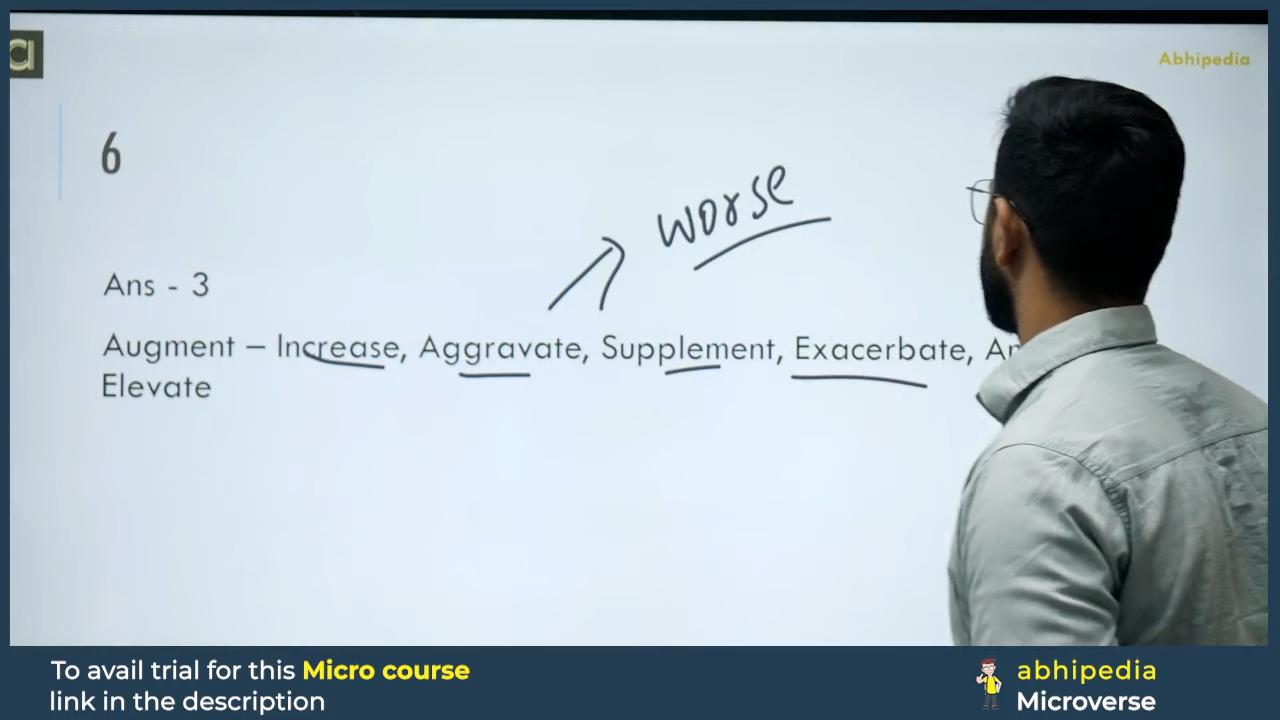 Abhipedia
6
worse
Ans - 3
Augment – Increase, Aggravate, Supplement, Exacerbate,
Elevate
To avail trial for this Micro course
link in the description
abhipedia
Microverse